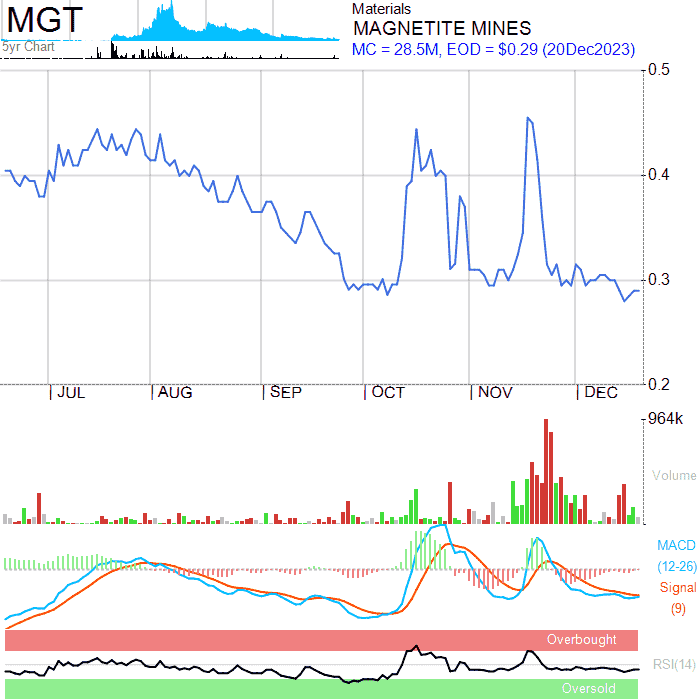 MGT
5yr Chart
Materials
MAGNETITE MINES
MC = 28.5M, EOD = $0.29 (20Dec2023)
0.5
0.4
0.3
0.2
JUL AUG SEP OCT NOV DEC
964k
Volume
MACD
(12-26)
Signal
(9)
Overbought
RSI(14)
Oversold